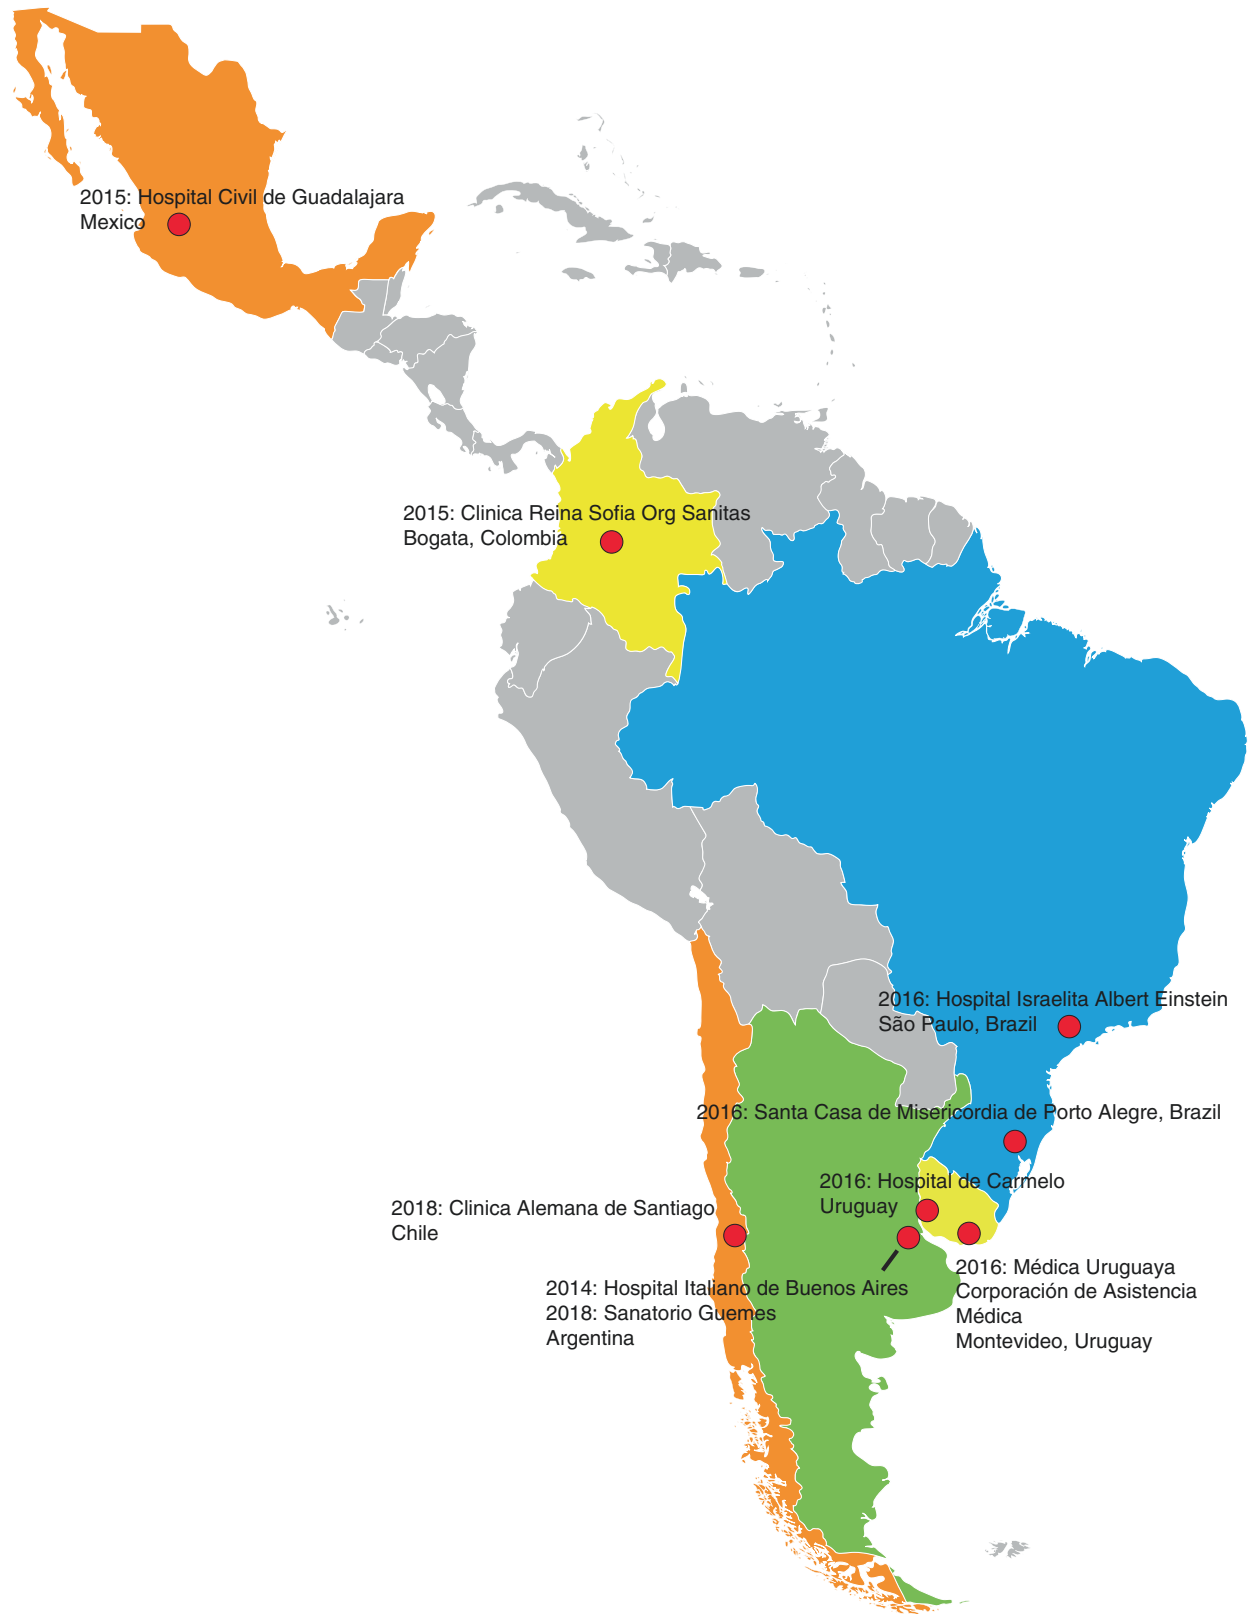 2015: Hospital Civil de Guadalajara
Mexico
2015: Clinica Reina Sofia Org Sanitas
Bogata, Colombia
2016: Hospital Israelita Albert Einstein
São Paulo, Brazil
2016: Santa Casa de Misericordia de Porto Alegre, Brazil
2016: Hospital de Carmelo
Uruguay
2018: Clinica Alemana de Santiago
Chile
2016: Médica Uruguaya
Corporación de Asistencia
Médica
Montevideo, Uruguay
2014: Hospital Italiano de Buenos Aires
2018: Sanatorio Guemes
Argentina